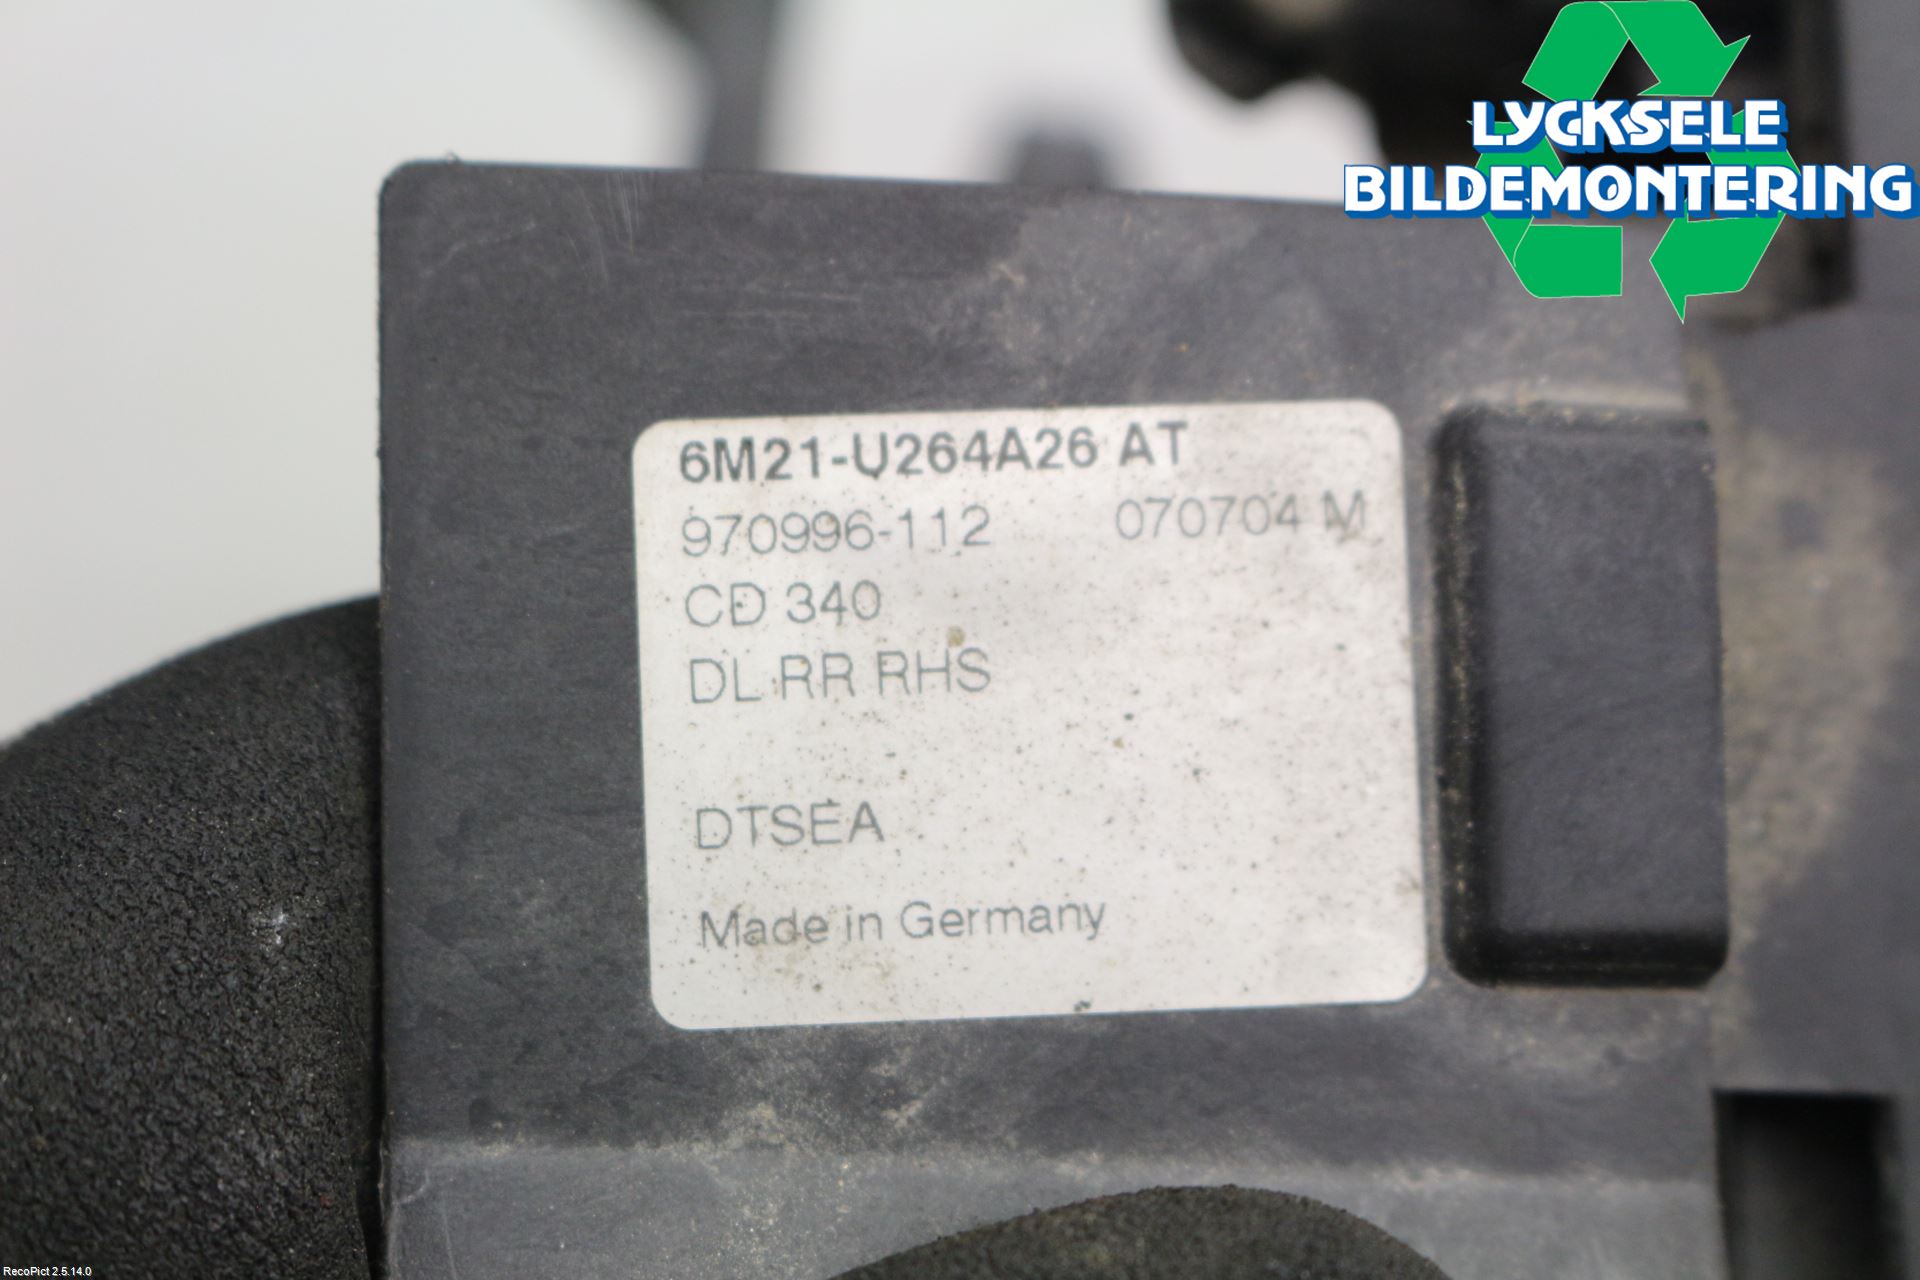 LYCKSELE
BILDEMONTERING
6M21-U264A26 AT
970996-112 070704 M
CD 340
DL RR RHS
DTSEA
Made in Germany
RecoPict 2.5.14.0